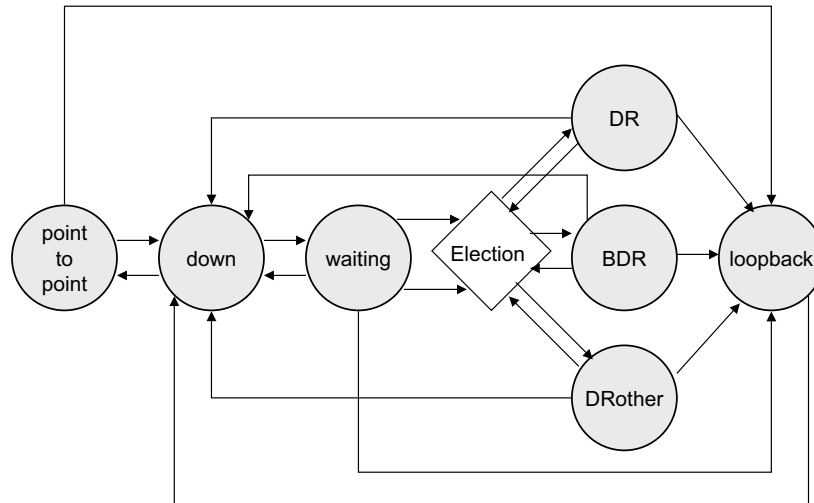 DR
point
to
point
down
waiting
Election
BDR
loopback
DRother